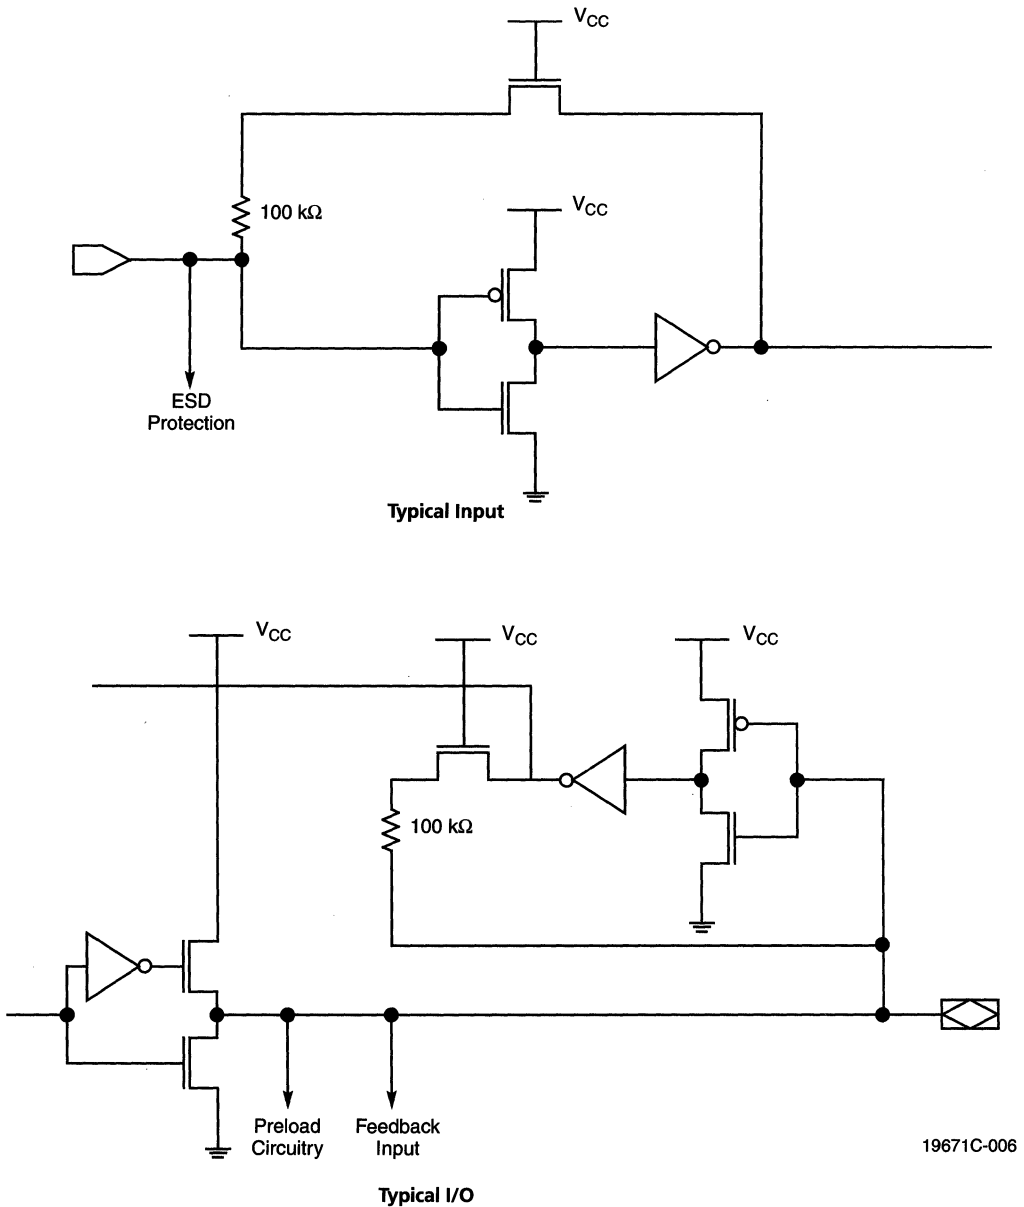 VCC
100 kΩ
VCC
ESD
Protection
Typical Input
VCC
VCC
VCC
100 kΩ
Preload
Circuitry
Feedback
Input
19671C-006
Typical I/O